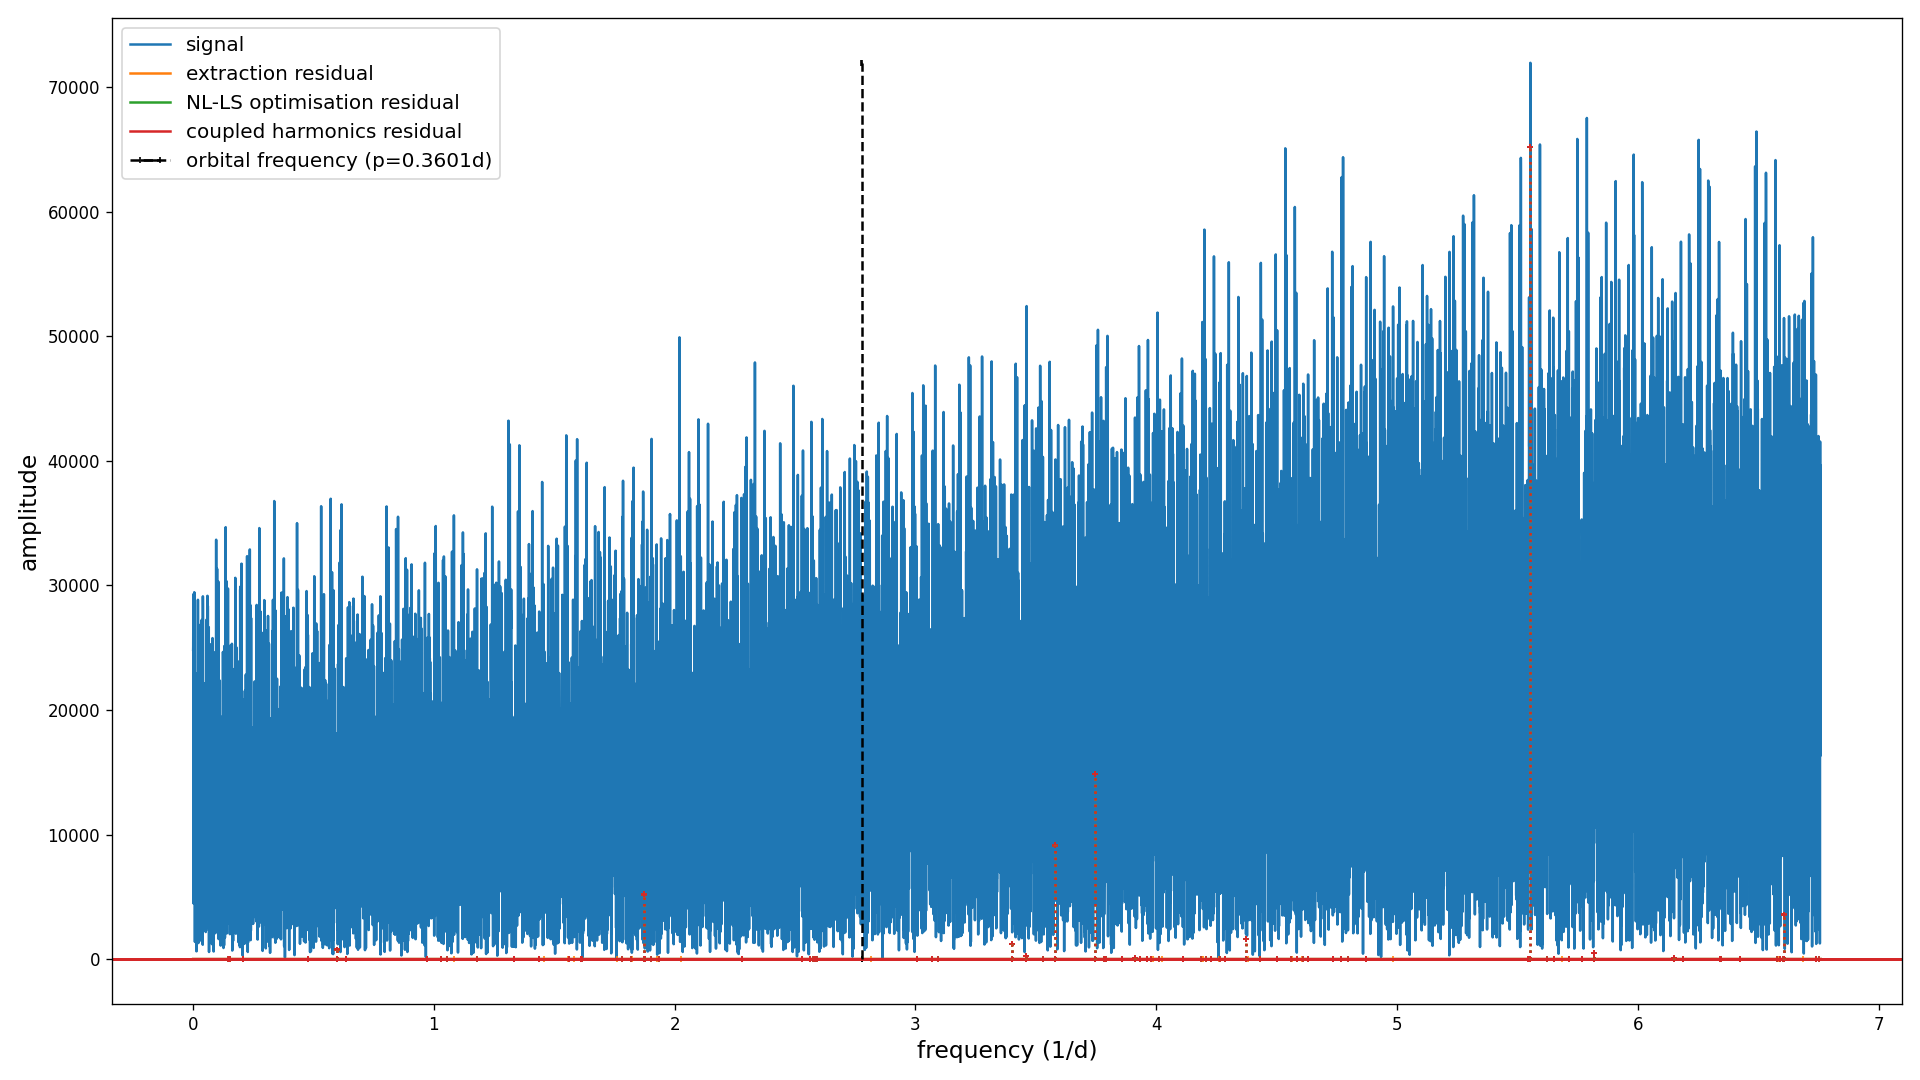 signal
extraction residual
NL-LS optimisation residual
coupled harmonics residual
orbital frequency (p=0.3601d)
70000
60000
50000
40000
30000
20000
10000
0
amplitude
0 1 2 3 4 5 6 7
frequency (1/d)